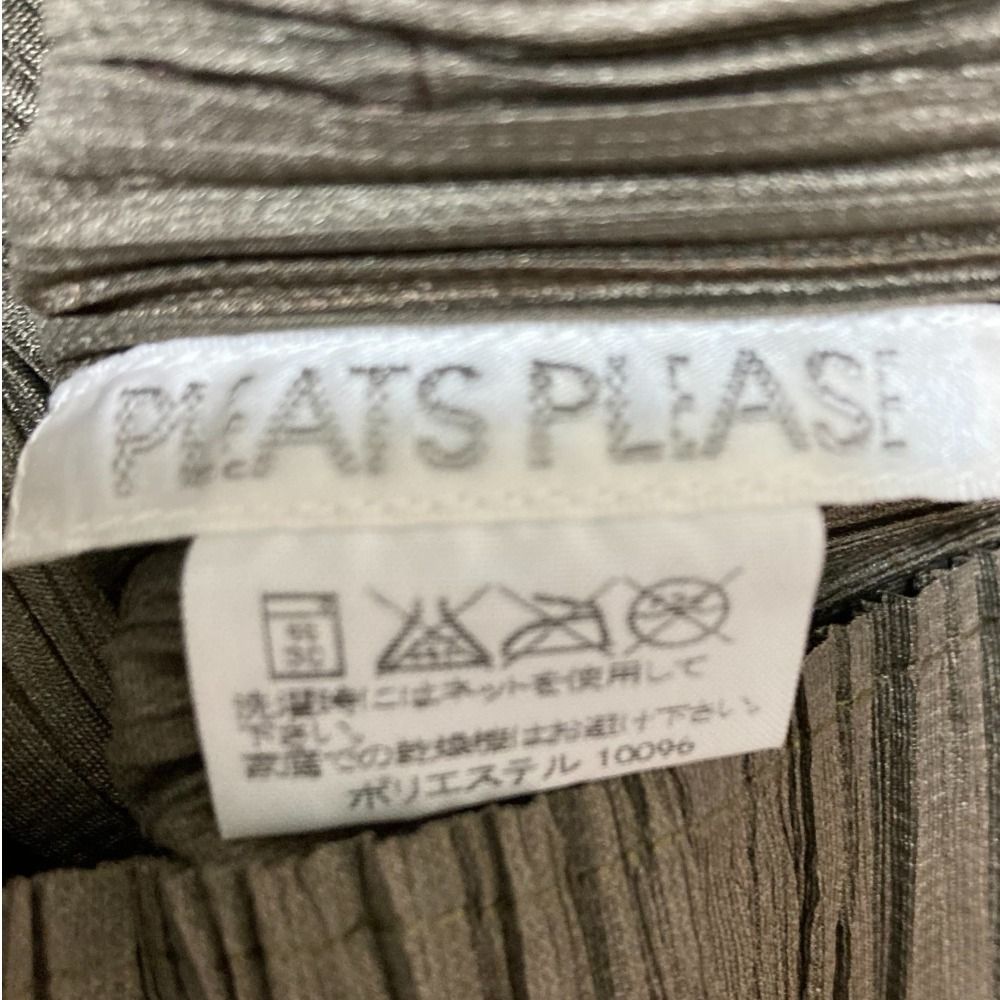 PLEATS PLEASE
洗濯時にはネットを使用して
下さい。
家庭での乾燥機はお避け下さい。
ポリエステル 100%